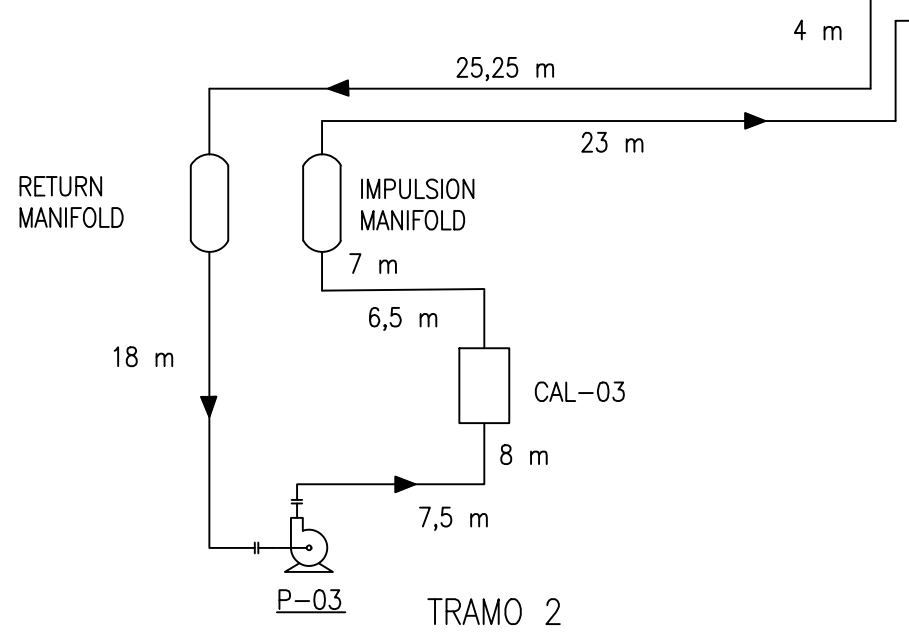 4 m
25,25 m
23 m
RETURN
MANIFOLD
IMPULSION
MANIFOLD
7 m
6,5 m
18 m
CAL-03
8 m
7,5 m
P-03
TRAMO 2